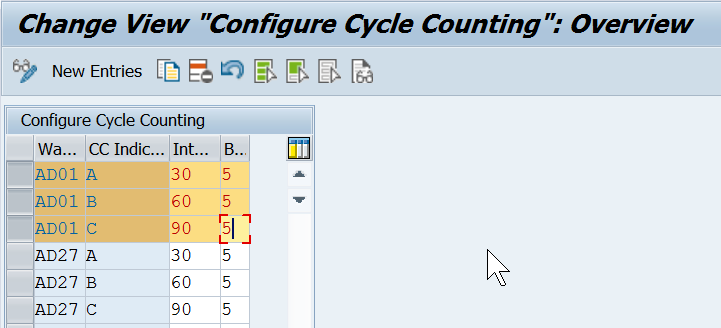 Change View "Configure Cycle Counting": Overview
New Entries
Configure Cycle Counting
Wa... CC Indic... Int... B..
AD01 A 30 5
AD01 B 60 5
AD01 C 90 5
AD27 A 30 5
AD27 B 60 5
AD27 C 90 5